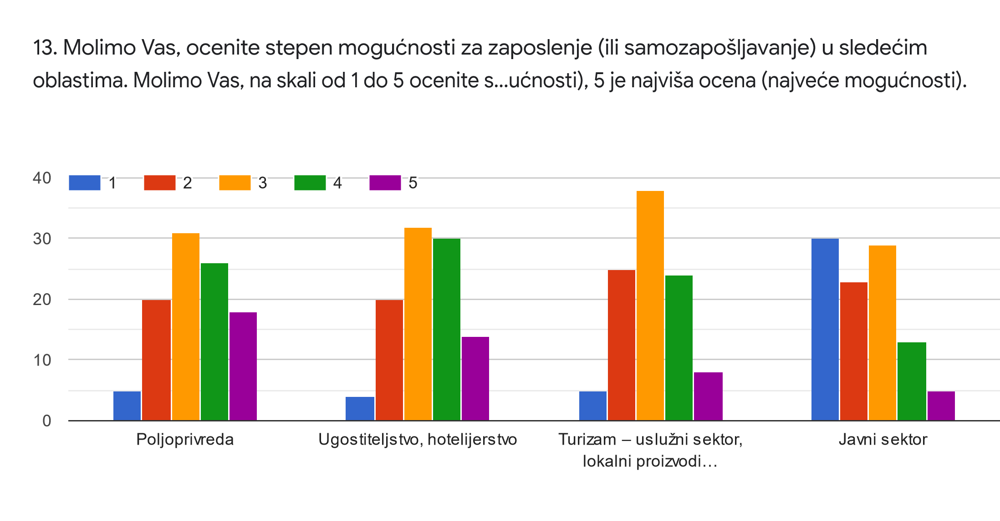 13. Molimo Vas, ocenite stepen mogućnosti za zaposlenje (ili samozapošljavanje) u sledećim
oblastima. Molimo Vas, na skali od 1 do 5 ocenite s...ućnosti), 5 je najviša ocena (najveće mogućnosti).
40
1 2 3 4 5
30
20
10
0
Poljoprivreda
Ugostiteljstvo, hotelijerstvo
Turizam – uslužni sektor,
lokalni proizvodi…
Javni sektor